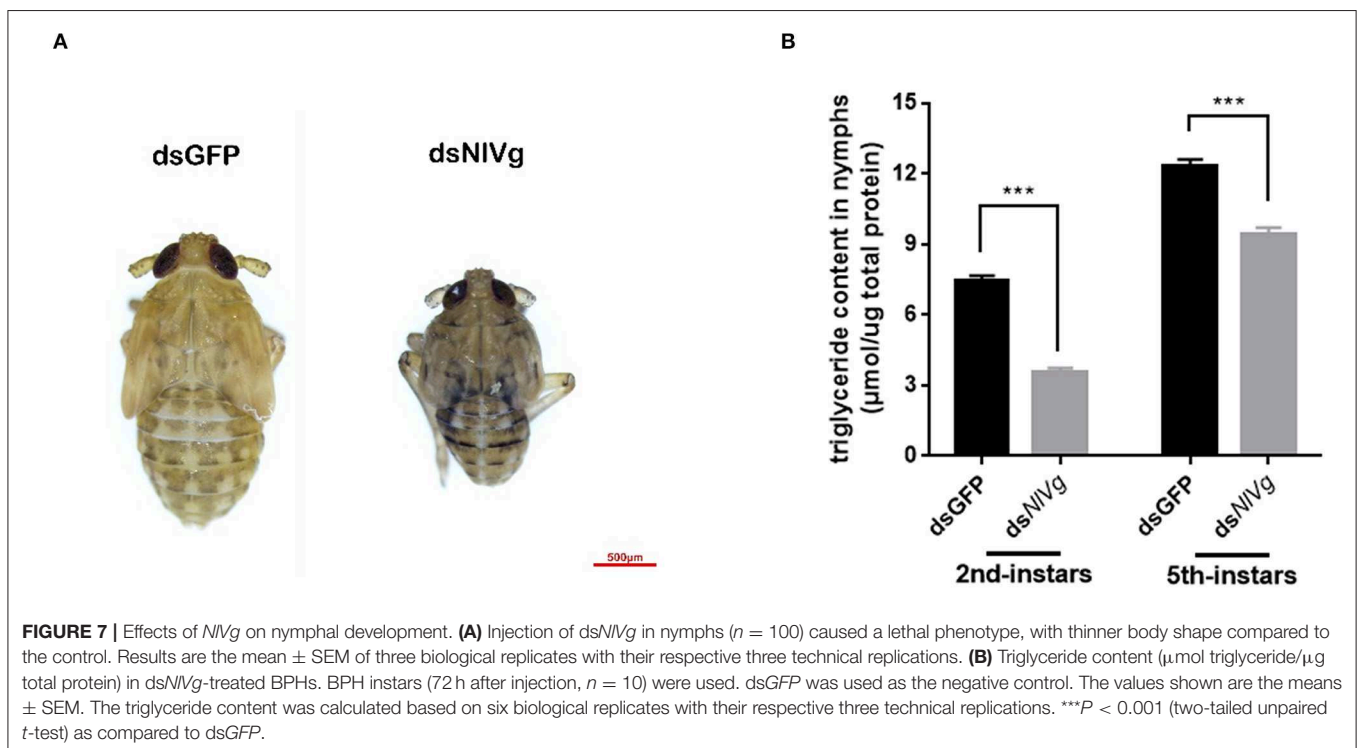 A
B
dsGFP
dsNlVg
500µm
triglyceride content in nymphs
(µmol/ug total protein)
15
12
9
6
3
0
***
***
dsGFP
dsNlVg
dsGFP
dsNlVg
2nd-instars
5th-instars
FIGURE 7 | Effects of NlVg on nymphal development. (A) Injection of dsNlVg in nymphs (n = 100) caused a lethal phenotype, with thinner body shape compared to
the control. Results are the mean ± SEM of three biological replicates with their respective three technical replications. (B) Triglyceride content (μmol triglyceride/μg
total protein) in dsNlVg-treated BPHs. BPH instars (72 h after injection, n = 10) were used. dsGFP was used as the negative control. The values shown are the means
± SEM. The triglyceride content was calculated based on six biological replicates with their respective three technical replications. ***P < 0.001 (two-tailed unpaired
t-test) as compared to dsGFP.